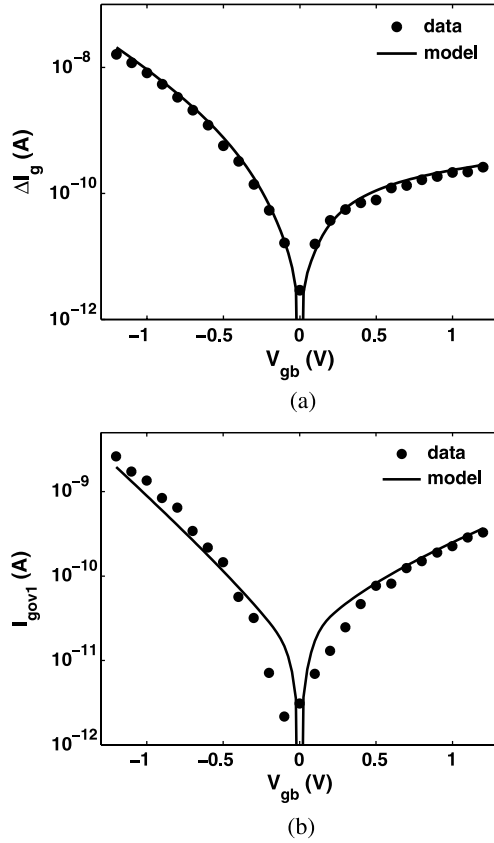 data
model
10⁻⁸
10⁻¹⁰
10⁻¹²
ΔI_g (A)
−1 −0.5 0 0.5 1
V_gb (V)
(a)
data
model
10⁻⁹
10⁻¹⁰
10⁻¹¹
10⁻¹²
I_gov1 (A)
−1 −0.5 0 0.5 1
V_gb (V)
(b)